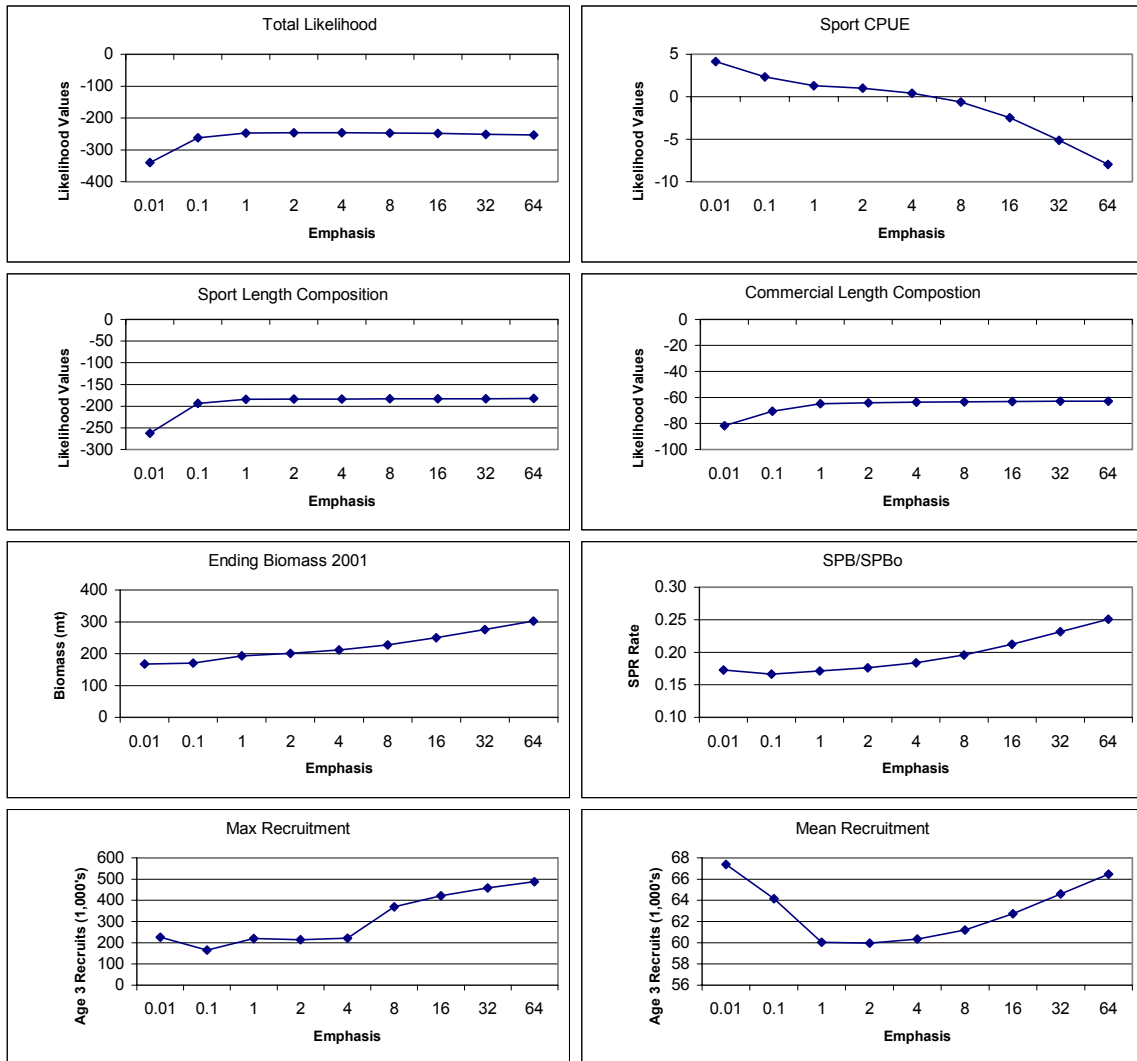 Total Likelihood
0
-100
-200
-300
-400
0.01 0.1 1 2 4 8 16 32 64
Emphasis
Likelihood Values
Sport CPUE
5
0
-5
-10
0.01 0.1 1 2 4 8 16 32 64
Emphasis
Likelihood Values
Sport Length Composition
0
-50
-100
-150
-200
-250
-300
0.01 0.1 1 2 4 8 16 32 64
Emphasis
Likelihood Values
Commercial Length Compostion
0
-20
-40
-60
-80
-100
0.01 0.1 1 2 4 8 16 32 64
Emphasis
Likelihood Values
Ending Biomass 2001
400
300
200
100
0
0.01 0.1 1 2 4 8 16 32 64
Emphasis
Biomass (mt)
SPB/SPBo
0.30
0.25
0.20
0.15
0.10
0.01 0.1 1 2 4 8 16 32 64
Emphasis
SPR Rate
Max Recruitment
600
500
400
300
200
100
0
0.01 0.1 1 2 4 8 16 32 64
Emphasis
Age 3 Recruits (1,000's)
Mean Recruitment
68
66
64
62
60
58
56
0.01 0.1 1 2 4 8 16 32 64
Emphasis
Age 3 Recruits (1,000's)